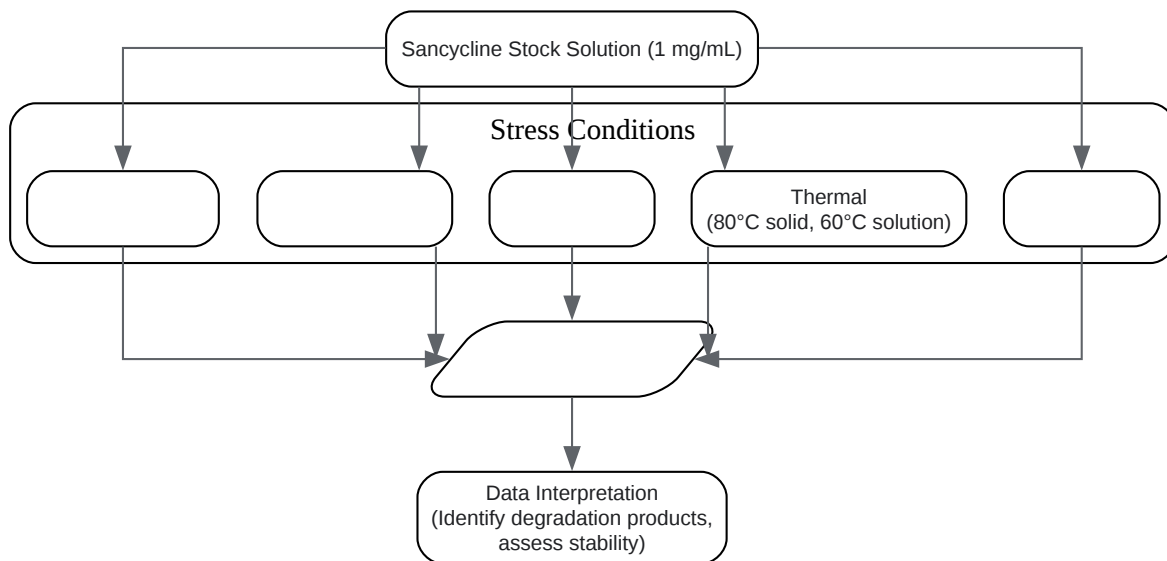 Sancycline Stock Solution (1 mg/mL)
Stress Conditions
Thermal
(80°C solid, 60°C solution)
Data Interpretation
(Identify degradation products,
assess stability)